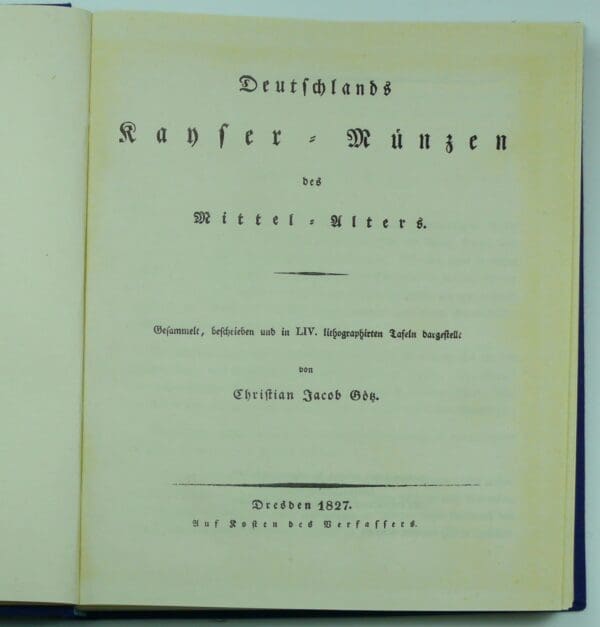 Deutschlands
Kayser-Münzen
des
Mittel-Alters.
Gesammelt, beschrieben und in LIV. lithographirten Tafeln dargestellt
von
Christian Jacob Götz.
Dresden 1827.
Auf Kosten des Verfassers.